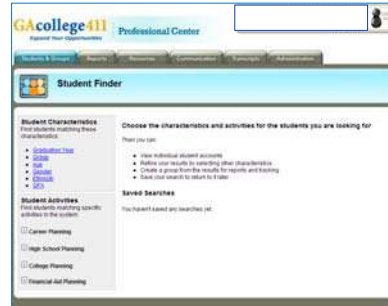 GAcollege411
Expand Your Opportunities
Professional Center
Students & Groups
Reports
Resources
Communication
Transcripts
Administration
Student Finder
Student Characteristics
Find students matching these
characteristics:
Graduation Year
Group
Age
Gender
Ethnicity
GPA
Student Activities
Find students matching specific
activities in the system:
Career Planning
High School Planning
College Planning
Financial Aid Planning
Choose the characteristics and activities for the students you are looking for
Then you can:
View individual student accounts
Refine your results by selecting other characteristics
Create a group from the results for reports and tracking
Save your search to return to it later
Saved Searches
You haven't saved any searches yet.